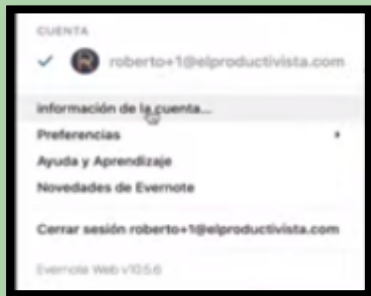 CUENTA
roberto+1@elproductivista.com
información de la cuenta...
Preferencias
Ayuda y Aprendizaje
Novedades de Evernote
Cerrar sesión roberto+1@elproductivista.com
Evernote Web v10.5.6